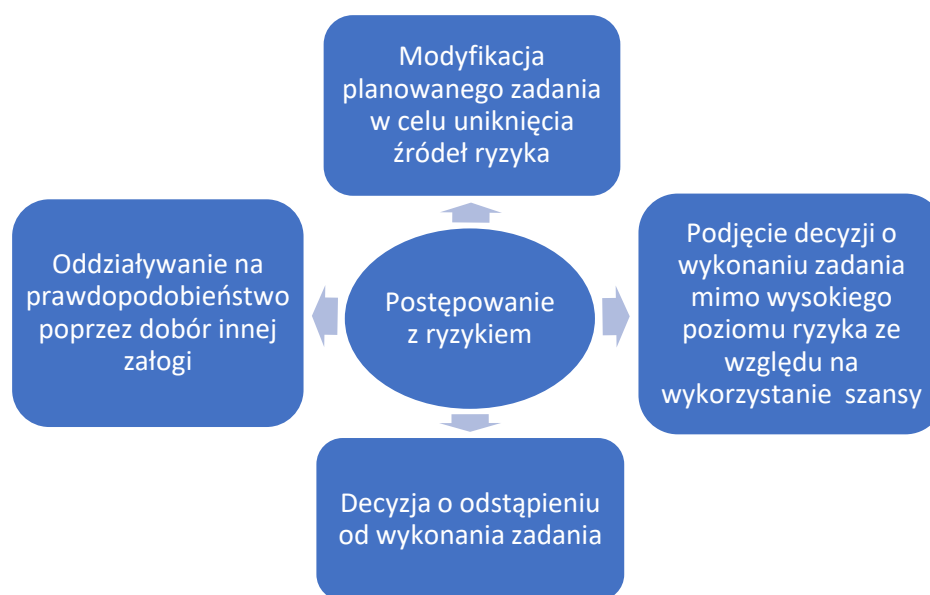 Modyfikacja
planowanego zadania
w celu uniknięcia
źródeł ryzyka
Oddziaływanie na
prawdopodobieństwo
poprzez dobór innej
załogi
Postępowanie
z ryzykiem
Podjęcie decyzji o
wykonaniu zadania
mimo wysokiego
poziomu ryzyka ze
względu na
wykorzystanie szansy
Decyzja o odstąpieniu
od wykonania zadania